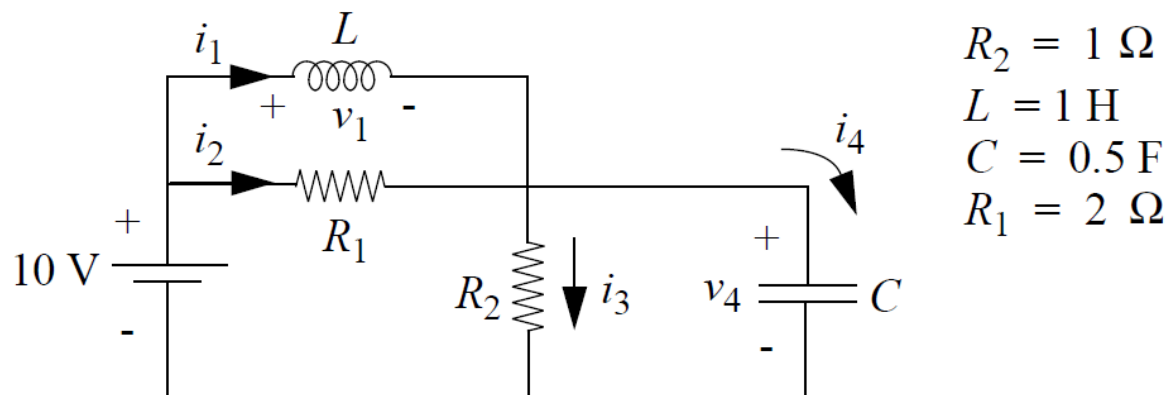 i1
L
+ v1 -
i2
R1
+
10 V
-
R2
i3
i4
+
v4
C
-
R2 = 1 Ω
L = 1 H
C = 0.5 F
R1 = 2 Ω